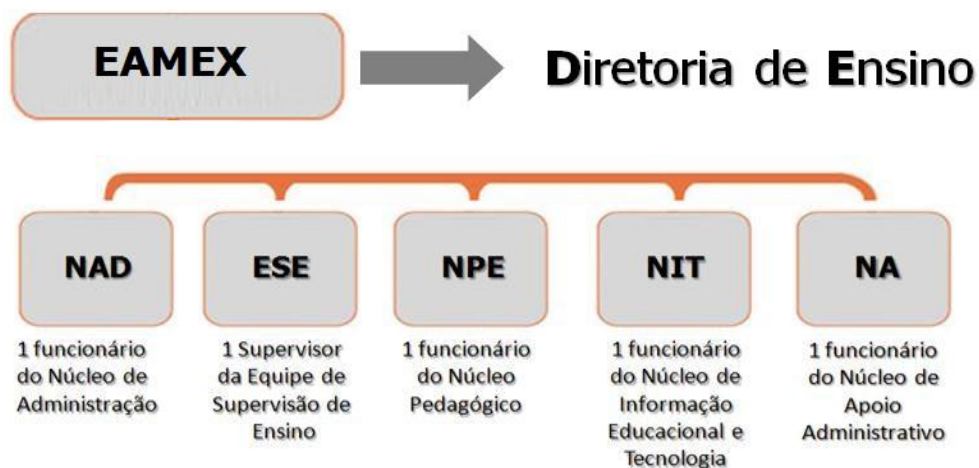 EAMEX
Diretoria de Ensino
NAD
ESE
NPE
NIT
NA
1 funcionário
do Núcleo de
Administração
1 Supervisor
da Equipe de
Supervisão de
Ensino
1 funcionário
do Núcleo
Pedagógico
1 funcionário
do Núcleo de
Informação
Educacional e
Tecnologia
1 funcionário
do Núcleo de
Apoio
Administrativo